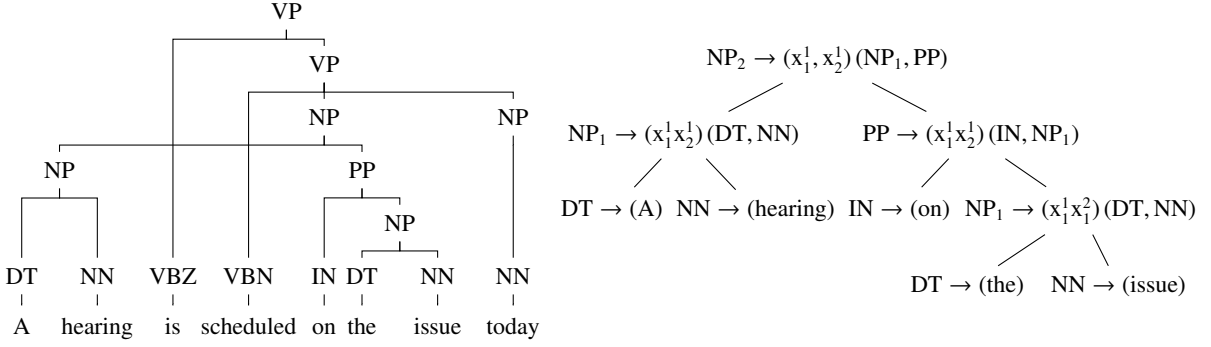 VP
VP
NP NP
NP PP
NP
DT NN VBZ VBN IN DT NN NN
A hearing is scheduled on the issue today
NP₂ → (x₁¹, x₂¹) (NP₁, PP)
NP₁ → (x₁¹x₂¹) (DT, NN) PP → (x₁¹x₂¹) (IN, NP₁)
DT → (A) NN → (hearing) IN → (on) NP₁ → (x₁¹x₁²) (DT, NN)
DT → (the) NN → (issue)